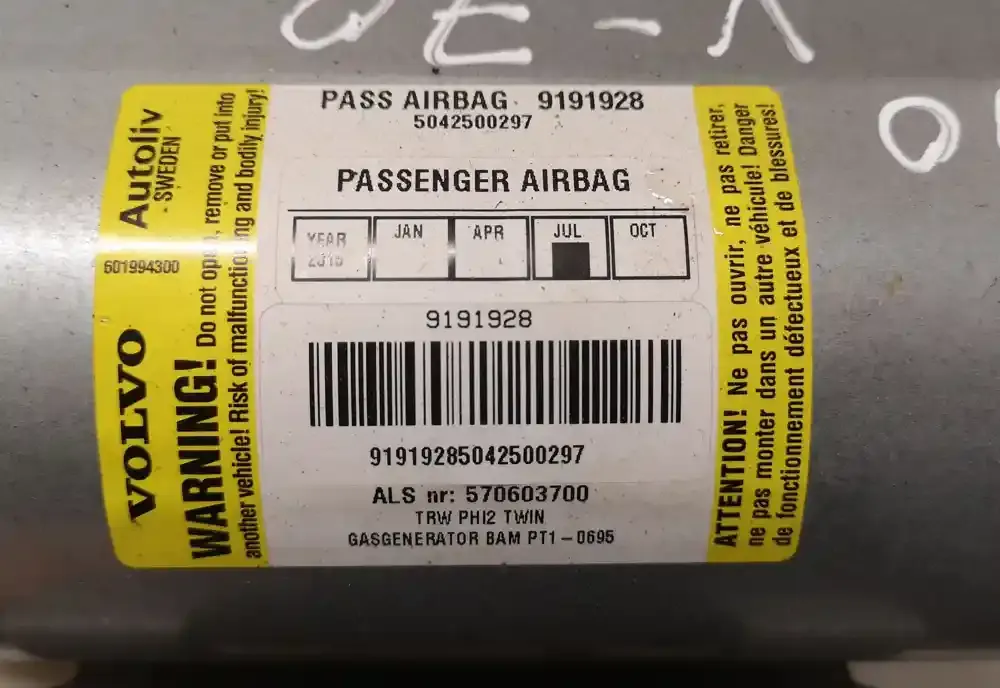 PASS AIRBAG 9191928
5042500297
PASSENGER AIRBAG
YEAR JAN APR JUL OCT
9191928
91919285042500297
ALS nr: 570603700
TRW PHI2 TWIN
GASGENERATOR BAM PT1-0695
Autoliv
SWEDEN
601994300
VOLVO
WARNING! Do not open, remove or put into
another vehicle! Risk of malfunctioning and bodily injury!
ATTENTION! Ne pas ouvrir, ne pas retirer,
ne pas monter dans un autre véhicule! Danger
de fonctionnement défectueux et de blessures!